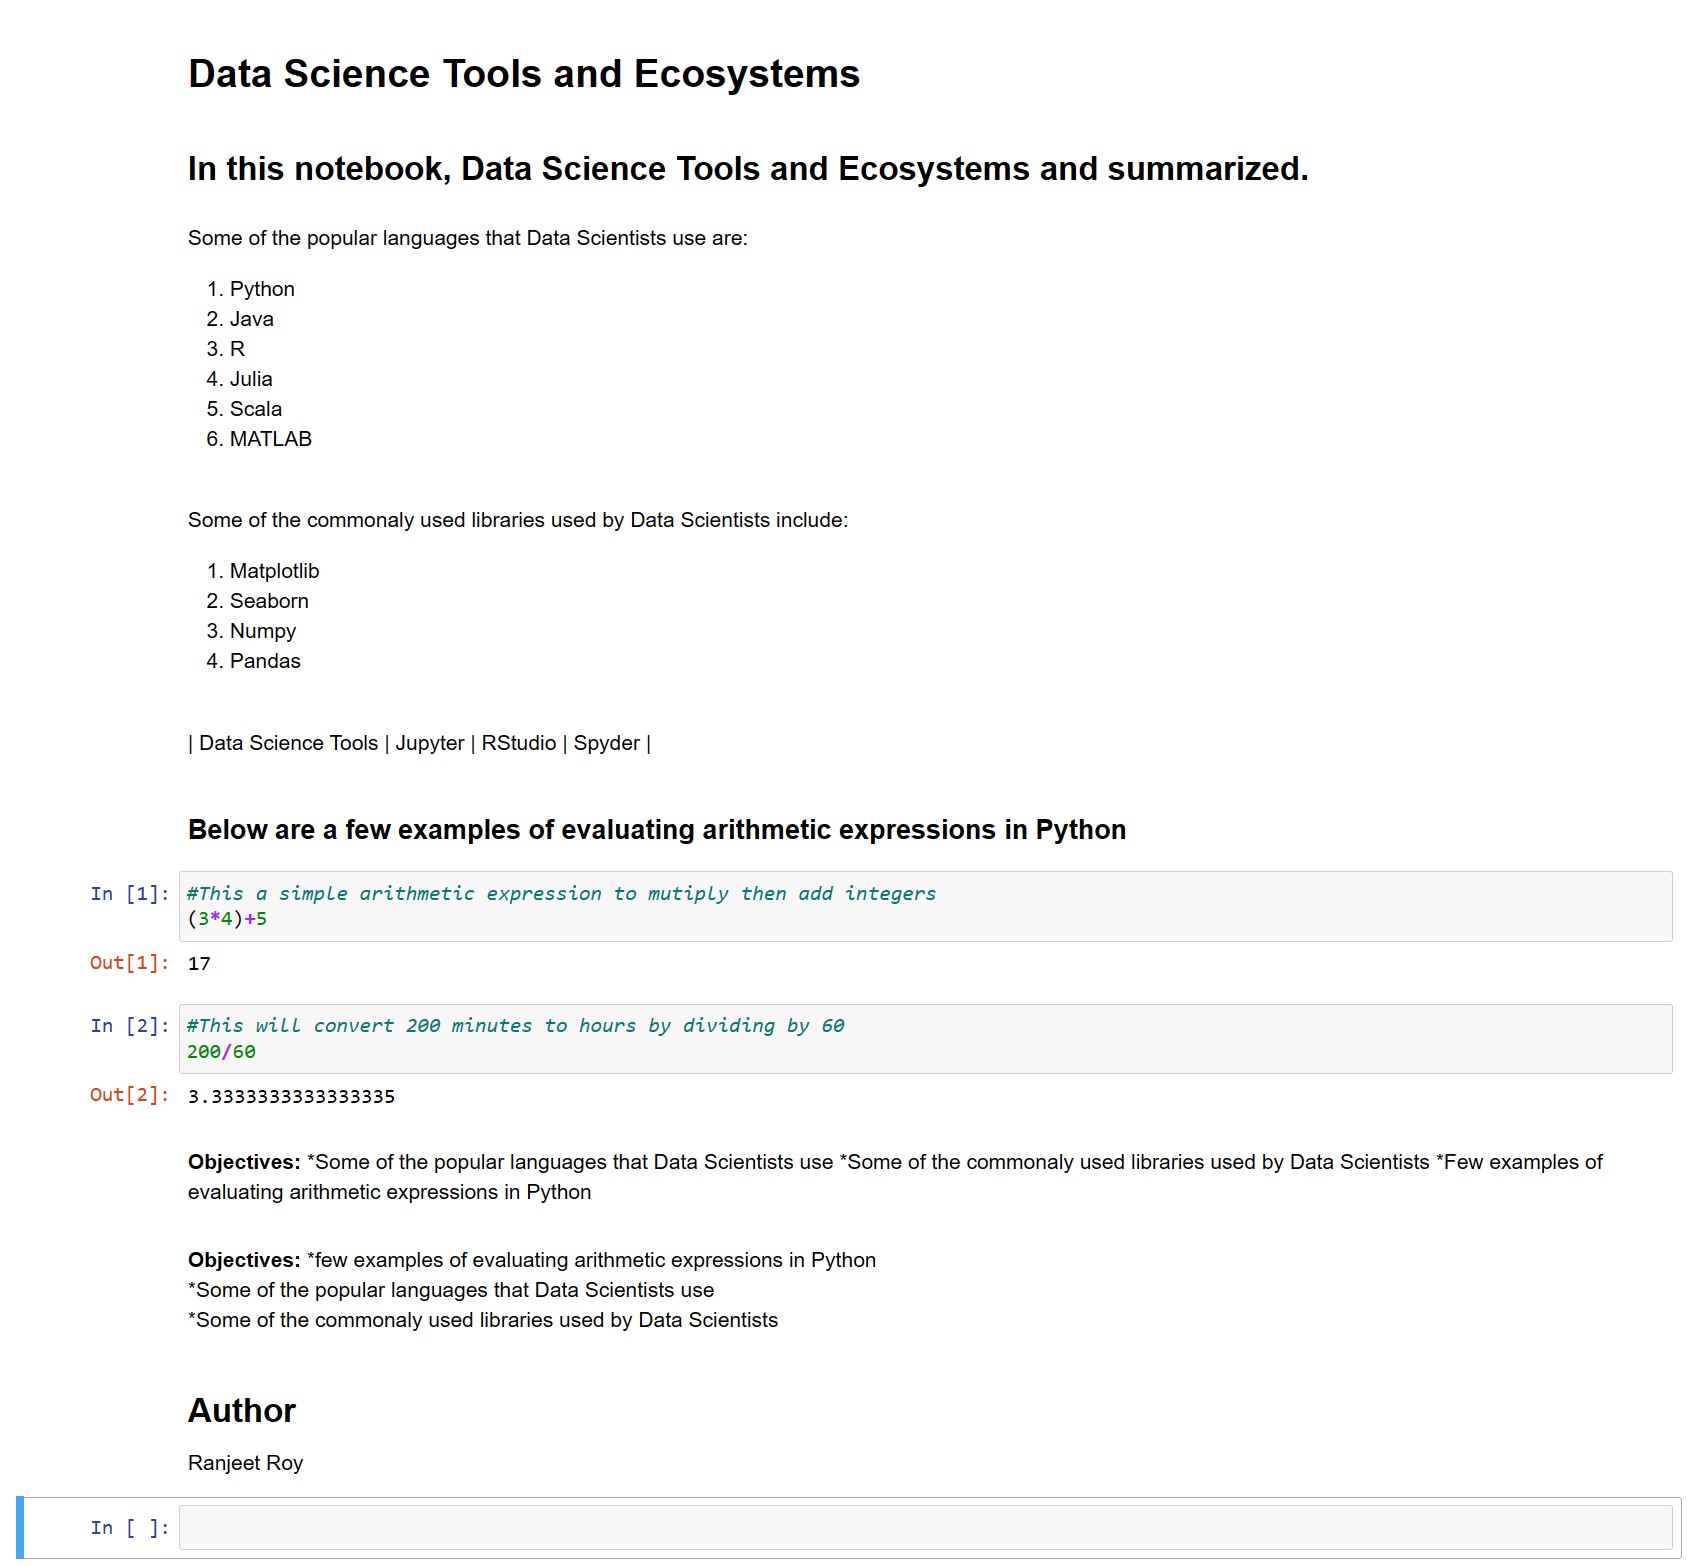 Data Science Tools and Ecosystems
In this notebook, Data Science Tools and Ecosystems and summarized.
Some of the popular languages that Data Scientists use are:
1. Python
2. Java
3. R
4. Julia
5. Scala
6. MATLAB
Some of the commonaly used libraries used by Data Scientists include:
1. Matplotlib
2. Seaborn
3. Numpy
4. Pandas
| Data Science Tools | Jupyter | RStudio | Spyder |
Below are a few examples of evaluating arithmetic expressions in Python
In [1]: #This a simple arithmetic expression to mutiply then add integers
(3*4)+5
Out[1]: 17
In [2]: #This will convert 200 minutes to hours by dividing by 60
200/60
Out[2]: 3.3333333333333335
Objectives: *Some of the popular languages that Data Scientists use *Some of the commonaly used libraries used by Data Scientists *Few examples of
evaluating arithmetic expressions in Python
Objectives: *few examples of evaluating arithmetic expressions in Python
*Some of the popular languages that Data Scientists use
*Some of the commonaly used libraries used by Data Scientists
Author
Ranjeet Roy
In [ ]: